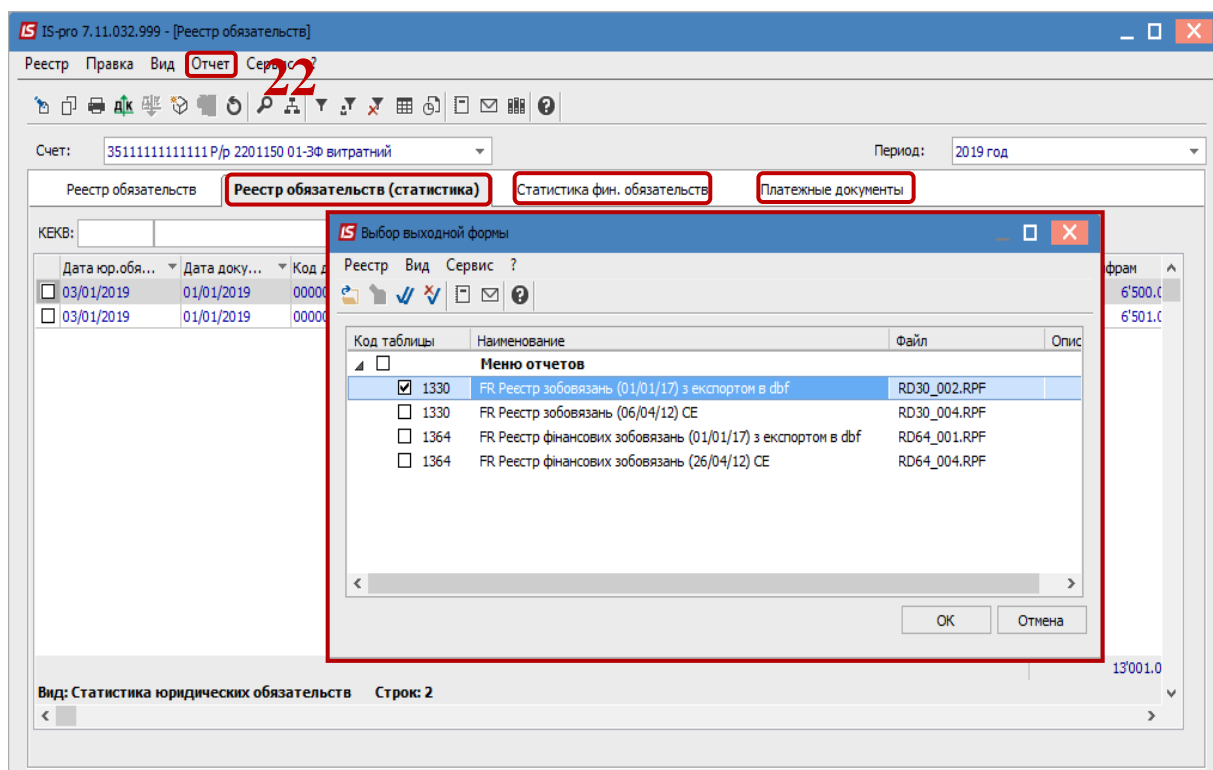 IS-pro 7.11.032.999 - [Реестр обязательств]
Реестр Правка Вид Отчет Сервис ?
22
Счет: 35111111111111 Р/р 2201150 01-ЗФ витратний Период: 2019 год
Реестр обязательств Реестр обязательств (статистика) Статистика фин. обязательств Платежные документы
КЕКВ:
Выбор выходной формы
Реестр Вид Сервис ?
Дата юр.обя... Дата доку... Код д
фрам
03/01/2019 01/01/2019 00000 6'500.0
03/01/2019 01/01/2019 00000 6'501.0
Код таблицы Наименование Файл Опис
Меню отчетов
1330 FR Реєстр зобовязань (01/01/17) з експортом в dbf RD30_002.RPF
1330 FR Реєстр зобовязань (06/04/12) СЕ RD30_004.RPF
1364 FR Реєстр фінансових зобовязань (01/01/17) з експортом в dbf RD64_001.RPF
1364 FR Реєстр фінансових зобовязань (26/04/12) СЕ RD64_004.RPF
ОК Отмена
13'001.0
Вид: Статистика юридических обязательств Строк: 2